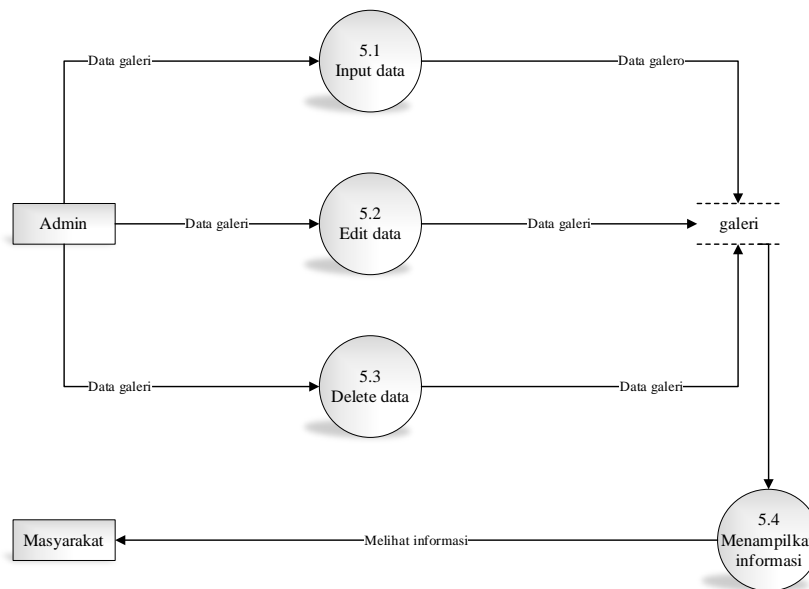 5.1
Input data
Data galeri
Data galero
Admin
Data galeri
5.2
Edit data
Data galeri
galeri
5.3
Delete data
Data galeri
Data galeri
Masyarakat
Melihat informasi
5.4
Menampilka
informasi